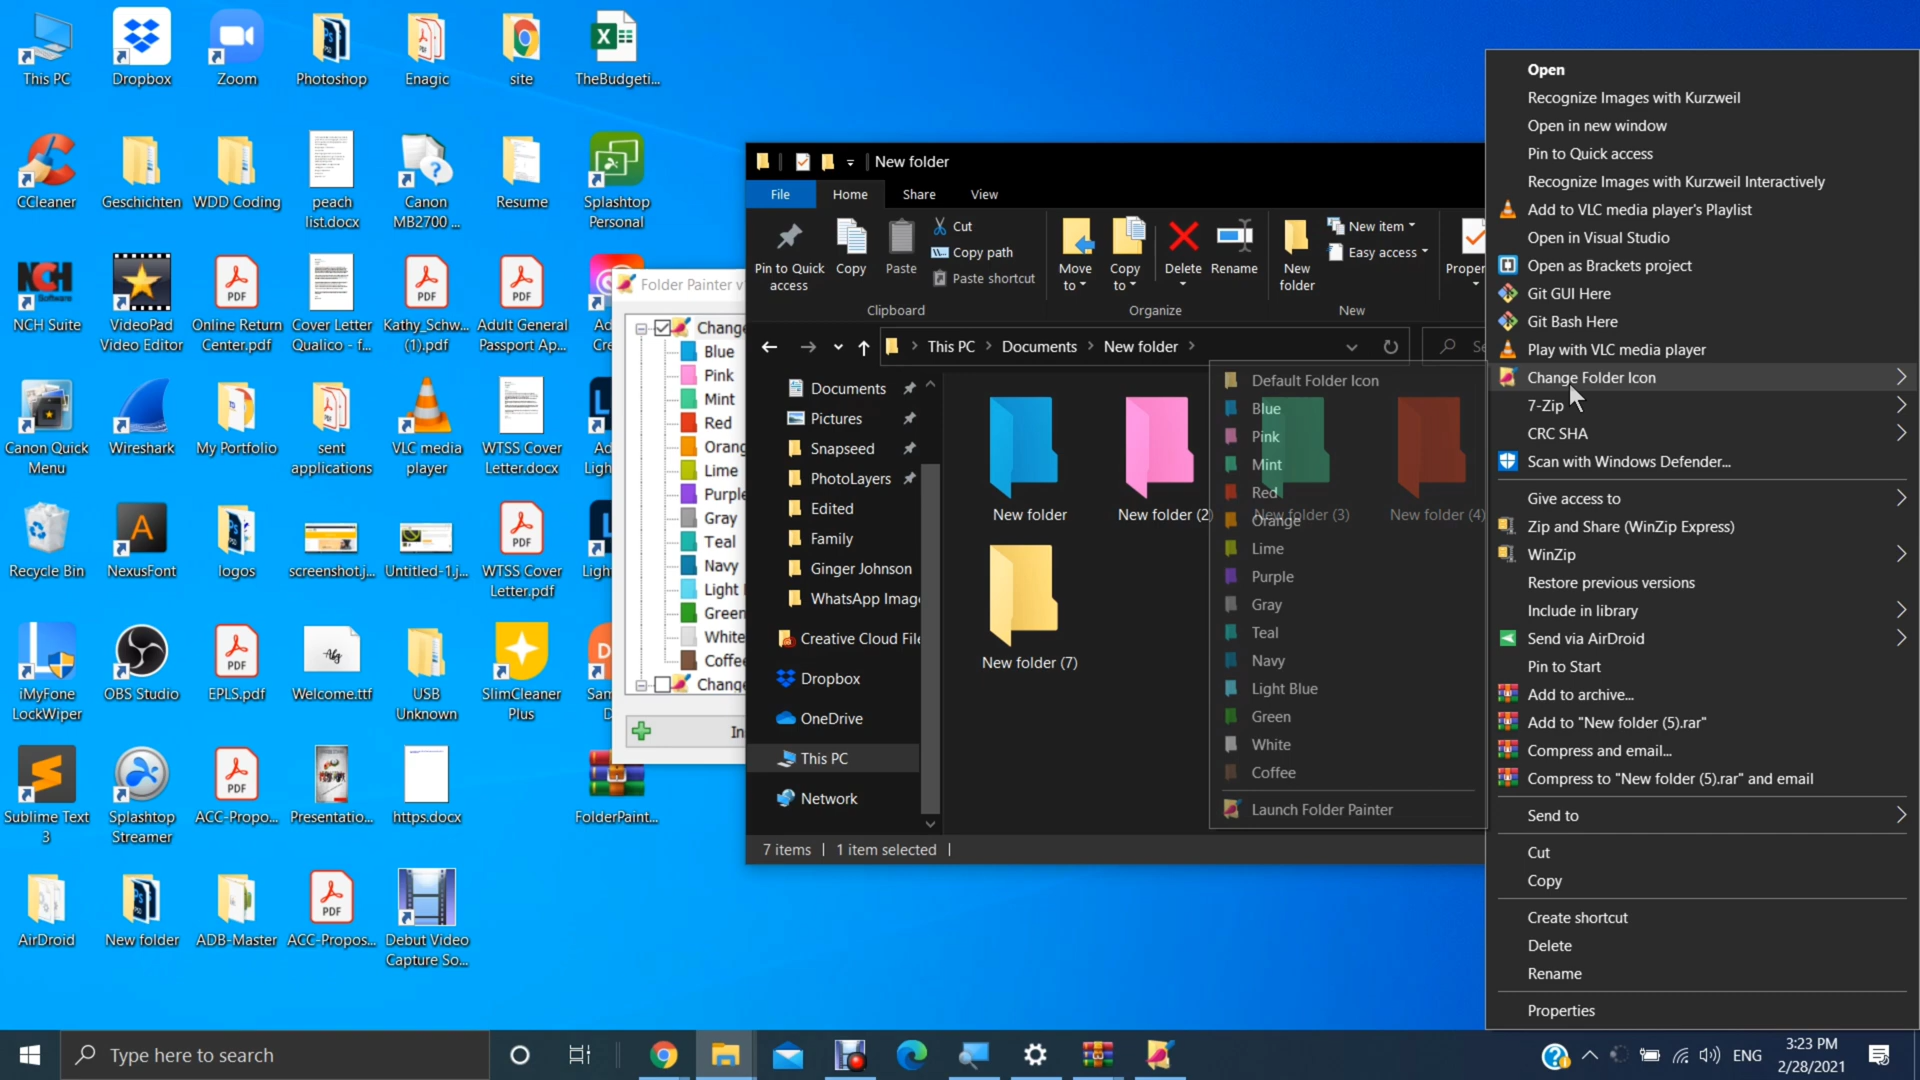 This PC
Dropbox
Zoom
Photoshop
Enagic
site
TheBudgeti...
CCleaner
Geschichten
WDD Coding
peach
list.docx
Canon
MB2700 ...
Resume
Splashtop
Personal
NCH Suite
VideoPad
Video Editor
Online Return
Center.pdf
Cover Letter
Qualico - f...
Kathy_Schw...
(1).pdf
Adult General
Passport Ap...
Canon Quick
Menu
Wireshark
My Portfolio
sent
applications
VLC media
player
WTSS Cover
Letter.docx
Recycle Bin
NexusFont
logos
screenshot.j...
Untitled-1.j...
WTSS Cover
Letter.pdf
iMyFone
LockWiper
OBS Studio
EPLS.pdf
Welcome.ttf
USB
Unknown
SlimCleaner
Plus
Sublime Text
3
Splashtop
Streamer
ACC-Propo...
Presentatio...
https.docx
FolderPaint...
AirDroid
New folder
ADB-Master
ACC-Propos...
Debut Video
Capture So...
Folder Painter v
Chang
Blue
Pink
Mint
Red
Orang
Lime
Purple
Gray
Teal
Navy
Light
Green
White
Coffe
Chang
In
New folder
File
Home
Share
View
Pin to Quick
access
Copy
Paste
Cut
Copy path
Paste shortcut
Clipboard
Move
to
Copy
to
Delete
Rename
Organize
New
folder
New item
Easy access
New
Proper
This PC
Documents
New folder
Se
Documents
Pictures
Snapseed
PhotoLayers
Edited
Family
Ginger Johnson
WhatsApp Imag
Creative Cloud File
Dropbox
OneDrive
This PC
Network
New folder
New folder (2)
New folder (3)
New folder (4)
New folder (7)
7 items
1 item selected
Default Folder Icon
Blue
Pink
Mint
Red
Orange
Lime
Purple
Gray
Teal
Navy
Light Blue
Green
White
Coffee
Launch Folder Painter
Open
Recognize Images with Kurzweil
Open in new window
Pin to Quick access
Recognize Images with Kurzweil Interactively
Add to VLC media player's Playlist
Open in Visual Studio
Open as Brackets project
Git GUI Here
Git Bash Here
Play with VLC media player
Change Folder Icon
7-Zip
CRC SHA
Scan with Windows Defender...
Give access to
Zip and Share (WinZip Express)
WinZip
Restore previous versions
Include in library
Send via AirDroid
Pin to Start
Add to archive...
Add to "New folder (5).rar"
Compress and email...
Compress to "New folder (5).rar" and email
Send to
Cut
Copy
Create shortcut
Delete
Rename
Properties
Type here to search
ENG
3:23 PM
2/28/2021